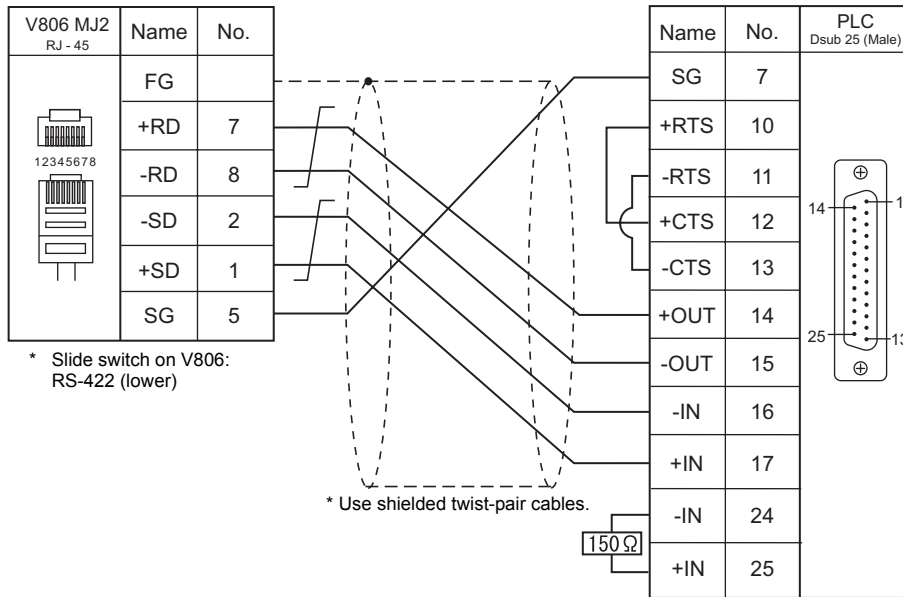 V806 MJ2
RJ - 45
Name No.
FG
+RD 7
-RD 8
-SD 2
+SD 1
SG 5
12345678
* Slide switch on V806:
RS-422 (lower)
* Use shielded twist-pair cables.
Name No.
PLC
Dsub 25 (Male)
SG 7
+RTS 10
-RTS 11
+CTS 12
-CTS 13
+OUT 14
-OUT 15
-IN 16
+IN 17
-IN 24
+IN 25
150Ω
14 1
25 13